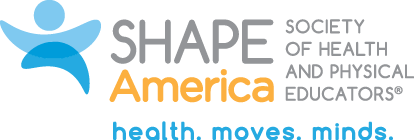 SHAPE
America
SOCIETY
OF HEALTH
AND PHYSICAL
EDUCATORS®
health. moves. minds.